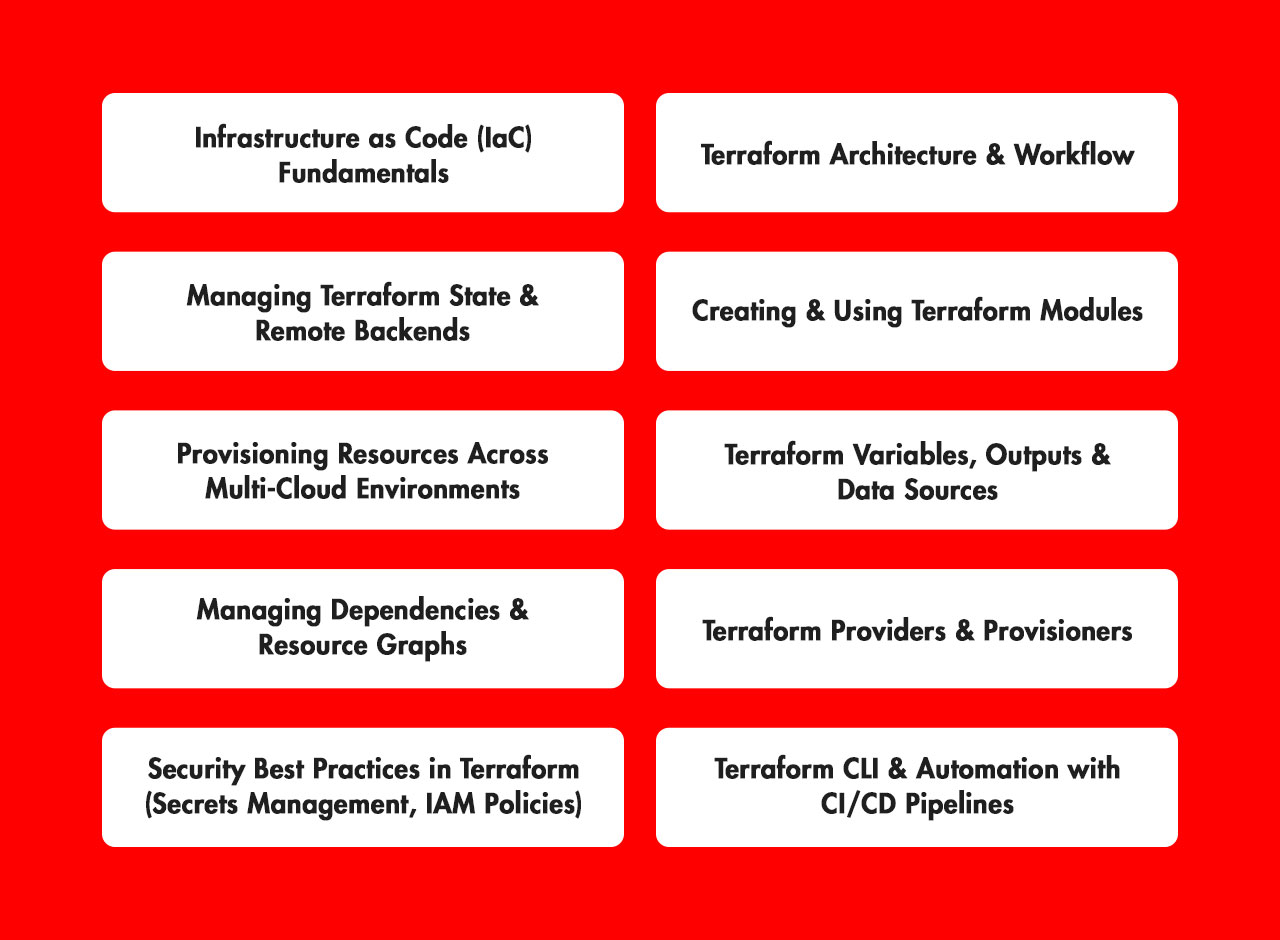 Infrastructure as Code (IaC)
Fundamentals
Terraform Architecture & Workflow
Managing Terraform State &
Remote Backends
Creating & Using Terraform Modules
Provisioning Resources Across
Multi-Cloud Environments
Terraform Variables, Outputs &
Data Sources
Managing Dependencies &
Resource Graphs
Terraform Providers & Provisioners
Security Best Practices in Terraform
(Secrets Management, IAM Policies)
Terraform CLI & Automation with
CI/CD Pipelines